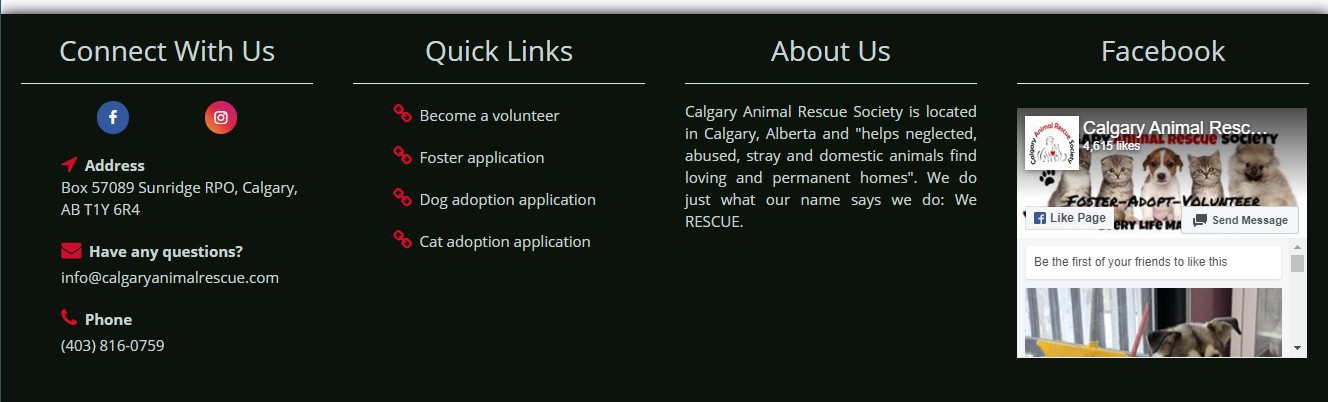 Connect With Us
Address
Box 57089 Sunridge RPO, Calgary,
AB T1Y 6R4
Have any questions?
info@calgaryanimalrescue.com
Phone
(403) 816-0759
Quick Links
Become a volunteer
Foster application
Dog adoption application
Cat adoption application
About Us
Calgary Animal Rescue Society is located
in Calgary, Alberta and "helps neglected,
abused, stray and domestic animals find
loving and permanent homes". We do
just what our name says we do: We
RESCUE.
Facebook
Calgary Animal Rescue Society
Calgary Animal Resc...
4,615 likes
ARY ANIMAL RESCUE SOCIETY
FOSTER-ADOPT-VOLUNTEER
ERY LIFE MA
Like Page
Send Message
Be the first of your friends to like this